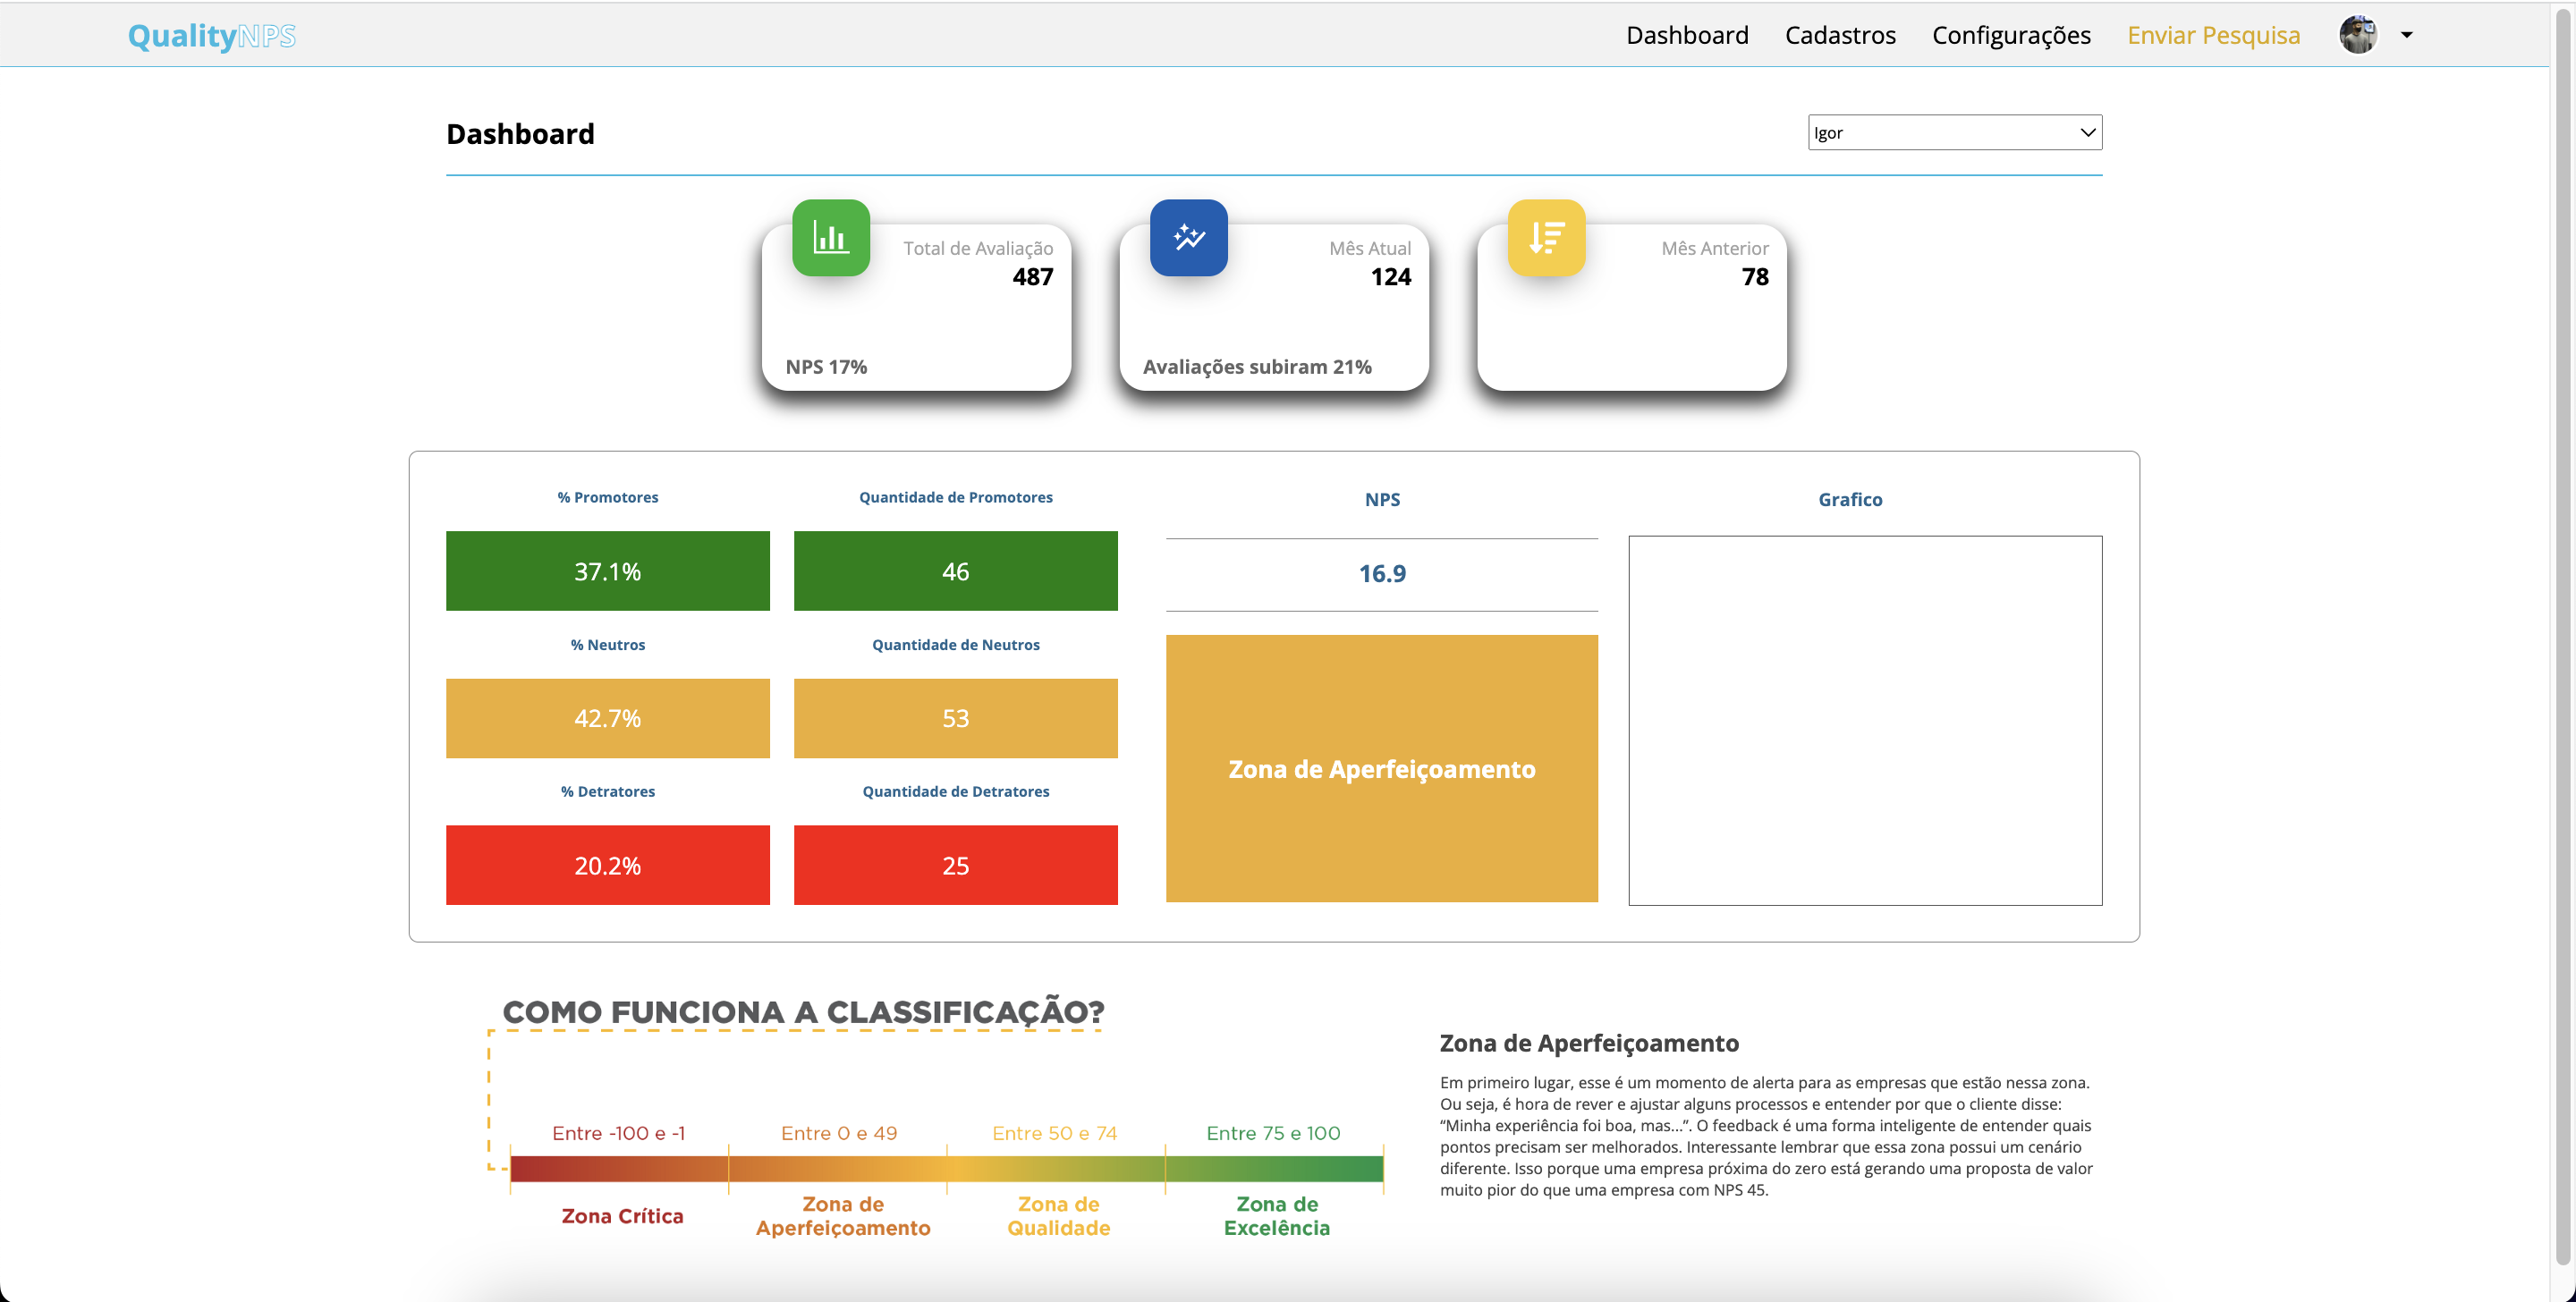 QualityNPS
Dashboard Cadastros Configurações Enviar Pesquisa
Dashboard
Igor
Total de Avaliação
487
NPS 17%
Mês Atual
124
Avaliações subiram 21%
Mês Anterior
78
% Promotores
37.1%
Quantidade de Promotores
46
% Neutros
42.7%
Quantidade de Neutros
53
% Detratores
20.2%
Quantidade de Detratores
25
NPS
16.9
Zona de Aperfeiçoamento
Grafico
COMO FUNCIONA A CLASSIFICAÇÃO?
Entre -100 e -1
Entre 0 e 49
Entre 50 e 74
Entre 75 e 100
Zona Crítica
Zona de
Aperfeiçoamento
Zona de
Qualidade
Zona de
Excelência
Zona de Aperfeiçoamento
Em primeiro lugar, esse é um momento de alerta para as empresas que estão nessa zona.
Ou seja, é hora de rever e ajustar alguns processos e entender por que o cliente disse:
“Minha experiência foi boa, mas...”. O feedback é uma forma inteligente de entender quais
pontos precisam ser melhorados. Interessante lembrar que essa zona possui um cenário
diferente. Isso porque uma empresa próxima do zero está gerando uma proposta de valor
muito pior do que uma empresa com NPS 45.